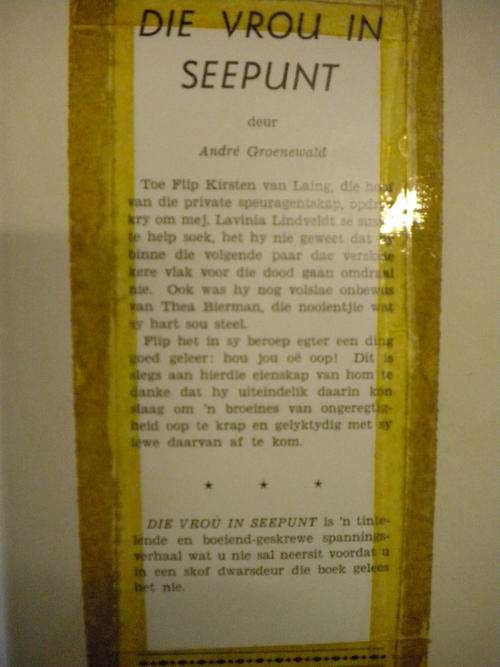 DIE VROU IN
SEEPUNT
deur
André Groenewald
Toe Flip Kirsten van Laing, die hoof
van die private speuragentskap, opdrag
kry om mej. Lavinia Lindveldt se
te help soek, het hy nie geweet dat hy
binne die volgende paar dae verskeie
kere vlak voor die dood gaan omdraai
nie. Ook was hy nog volslae onbewus
van Thea Bierman, die nooientjie wat
sy hart sou steel.
Flip het in sy beroep egter een ding
goed geleer: hou jou oë oop! Dit is
slegs aan hierdie eienskap van hom te
danke dat hy uiteindelik daarin kon
slaag om 'n broeines van ongeregtig-
heid oop te krap en gelyktydig met sy
lewe daarvan af te kom.
* * *
DIE VROU IN SEEPUNT is 'n tinte-
lende en boeiend-geskrewe spannings-
verhaal wat u nie sal neersit voordat u
in een skof dwarsdeur die boek gelees
het nie.